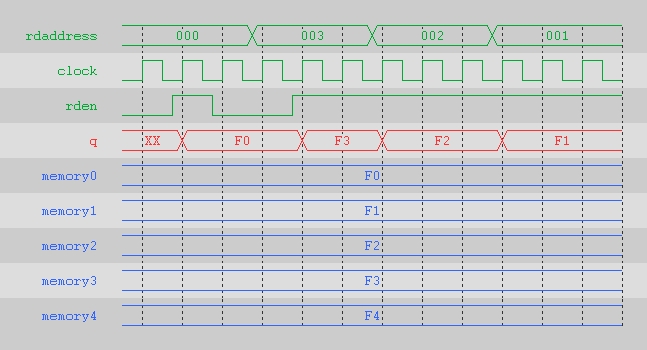 rdaddress 000 003 002 001
clock
rden
q XX F0 F3 F2 F1
memory0 F0
memory1 F1
memory2 F2
memory3 F3
memory4 F4